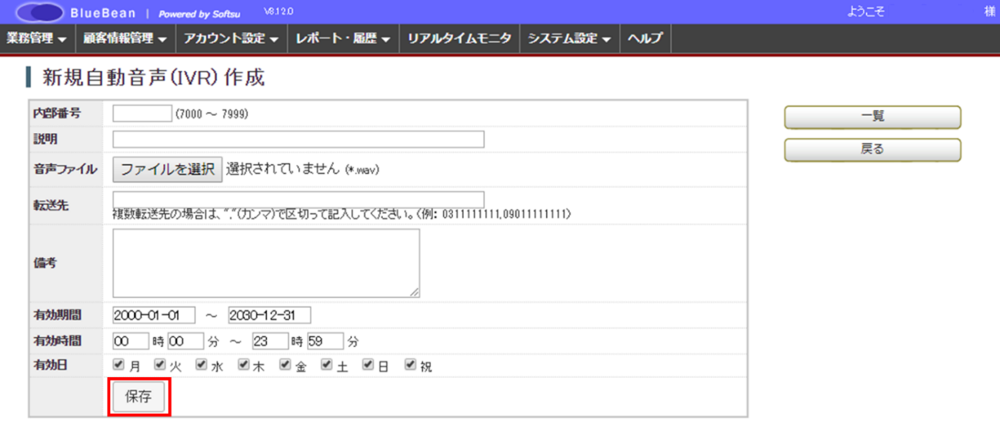 BlueBean | Powered by Softsu V8.12.0 ようこそ 様
業務管理 顧客情報管理 アカウント設定 レポート・履歴 リアルタイムモニタ システム設定 ヘルプ
新規自動音声(IVR)作成
内部番号 (7000 ～ 7999)
一覧
説明
戻る
音声ファイル ファイルを選択 選択されていません (*.wav)
転送先
複数転送先の場合は、","(カンマ)で区切って記入してください。(例: 0311111111,09011111111)
備考
有効期間 2000-01-01 ～ 2030-12-31
有効時間 00 時 00 分 ～ 23 時 59 分
有効日 月 火 水 木 金 土 日 祝
保存